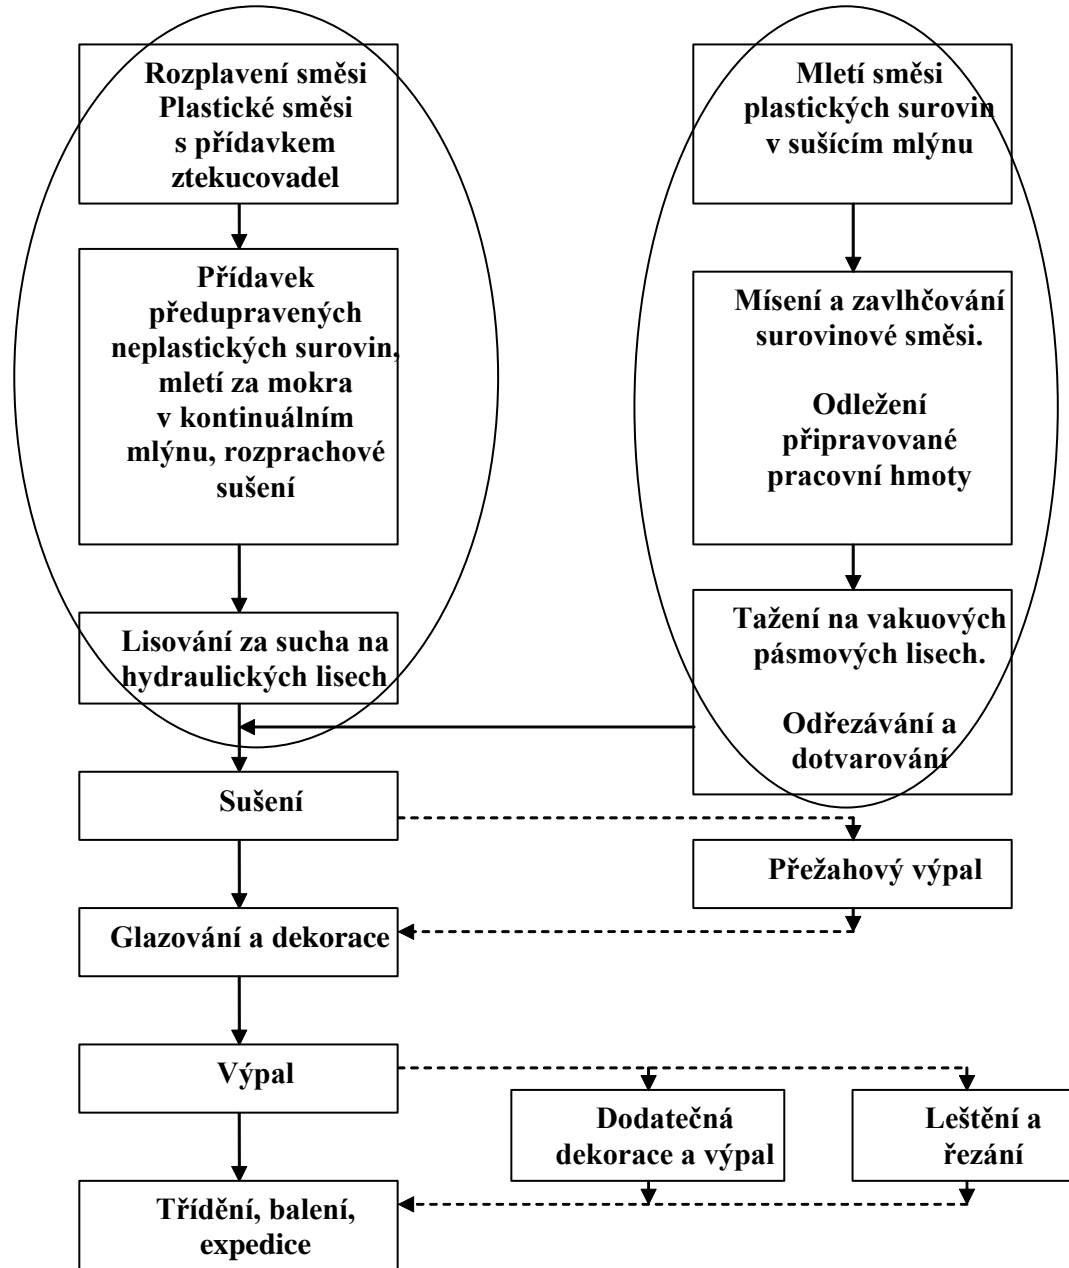 Rozplavení směsi
Plastické směsi
s přídavkem
ztekucovadel
Přídavek
předupravených
neplastických surovin,
mletí za mokra
v kontinuálním
mlýnu, rozprachové
sušení
Lisování za sucha na
hydraulických lisech
Mletí směsi
plastických surovin
v sušícím mlýnu
Mísení a zavlhčování
surovinové směsi.
Odležení
připravované
pracovní hmoty
Tažení na vakuových
pásmových lisech.
Odřezávání a
dotvarování
Sušení
Přežahový výpal
Glazování a dekorace
Výpal
Dodatečná
dekorace a výpal
Leštění a
řezání
Třídění, balení,
expedice